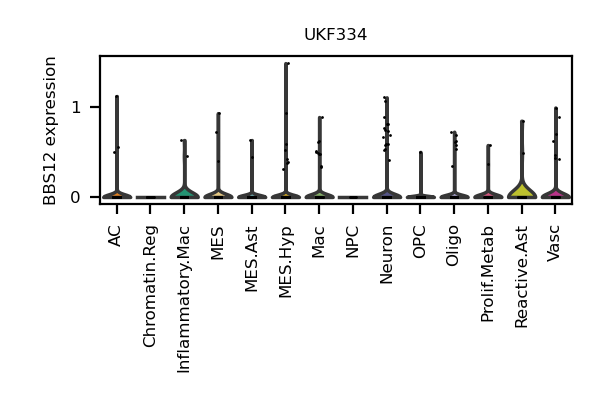 UKF334
BBS12 expression
1
0
AC
Chromatin.Reg
Inflammatory.Mac
MES
MES.Ast
MES.Hyp
Mac
NPC
Neuron
OPC
Oligo
Prolif.Metab
Reactive.Ast
Vasc